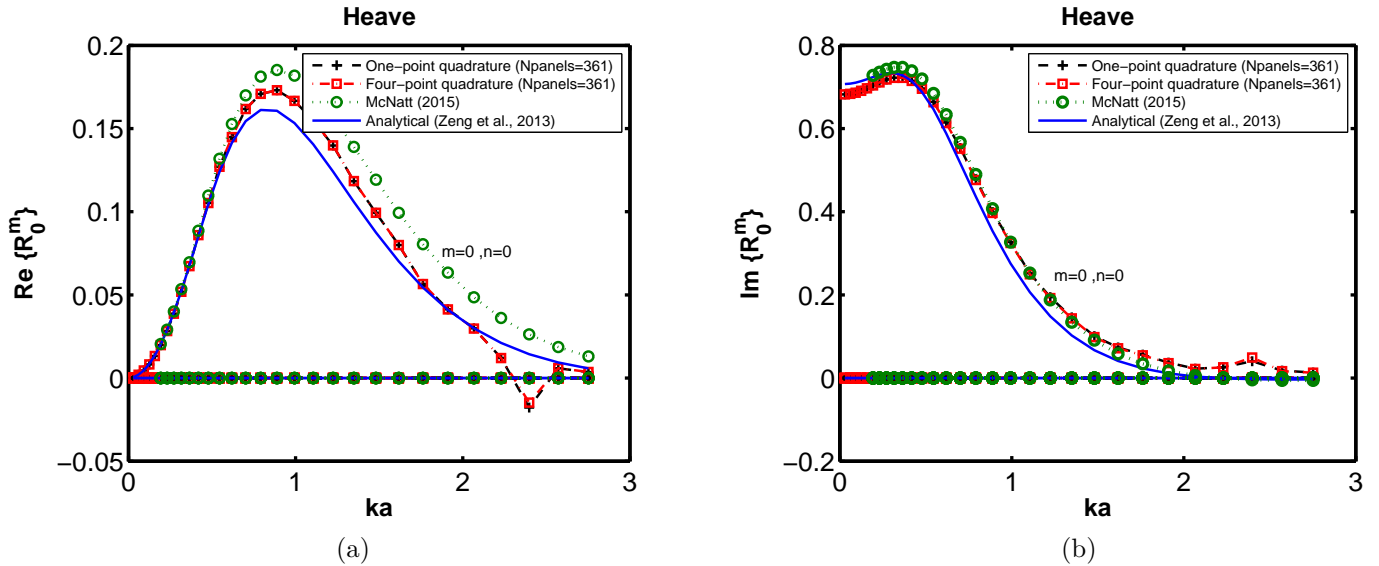 Heave
0.2
0.15
0.1
0.05
0
−0.05
Re {R_0^m}
One−point quadrature (Npanels=361)
Four−point quadrature (Npanels=361)
McNatt (2015)
Analytical (Zeng et al., 2013)
m=0 ,n=0
0 1 2 3
ka
(a)
Heave
0.8
0.6
0.4
0.2
0
−0.2
Im {R_0^m}
One−point quadrature (Npanels=361)
Four−point quadrature (Npanels=361)
McNatt (2015)
Analytical (Zeng et al., 2013)
m=0 ,n=0
0 1 2 3
ka
(b)